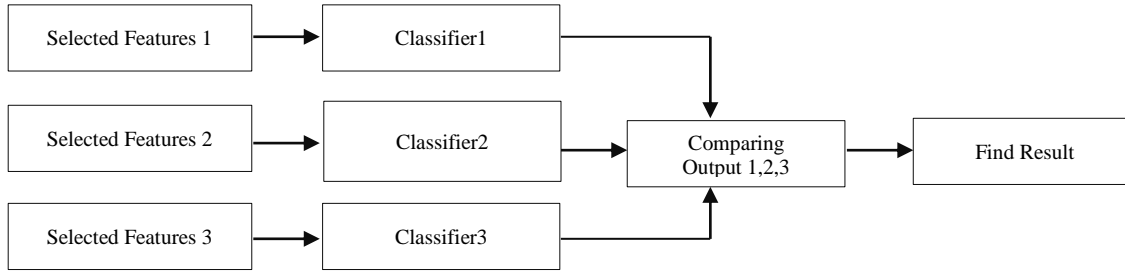 Selected Features 1
Classifier1
Selected Features 2
Classifier2
Comparing
Output 1,2,3
Find Result
Selected Features 3
Classifier3